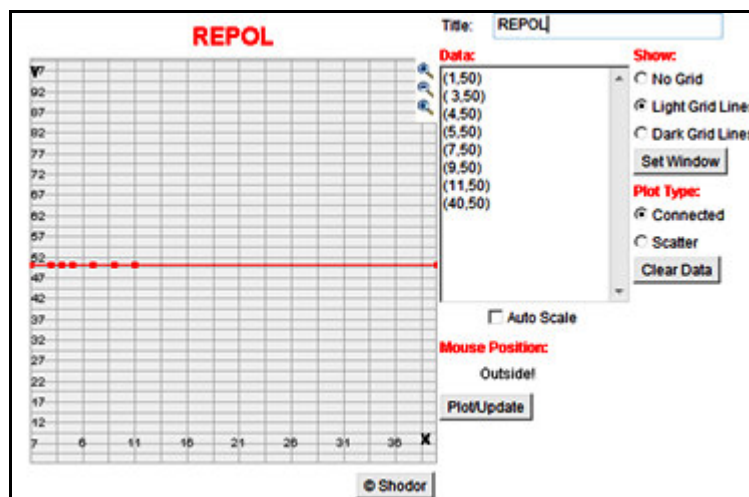 REPOL
Y7
92
87
82
77
72
67
62
57
52
47
42
37
32
27
22
17
12
7 6 11 16 21 26 31 36 X
© Shodor
Title: REPOL
Data:
(1,50)
( 3,50)
(4,50)
(5,50)
(7,50)
(9,50)
(11,50)
(40,50)
Auto Scale
Mouse Position:
Outside!
Plot/Update
Show:
No Grid
Light Grid Line
Dark Grid Lines
Set Window
Plot Type:
Connected
Scatter
Clear Data